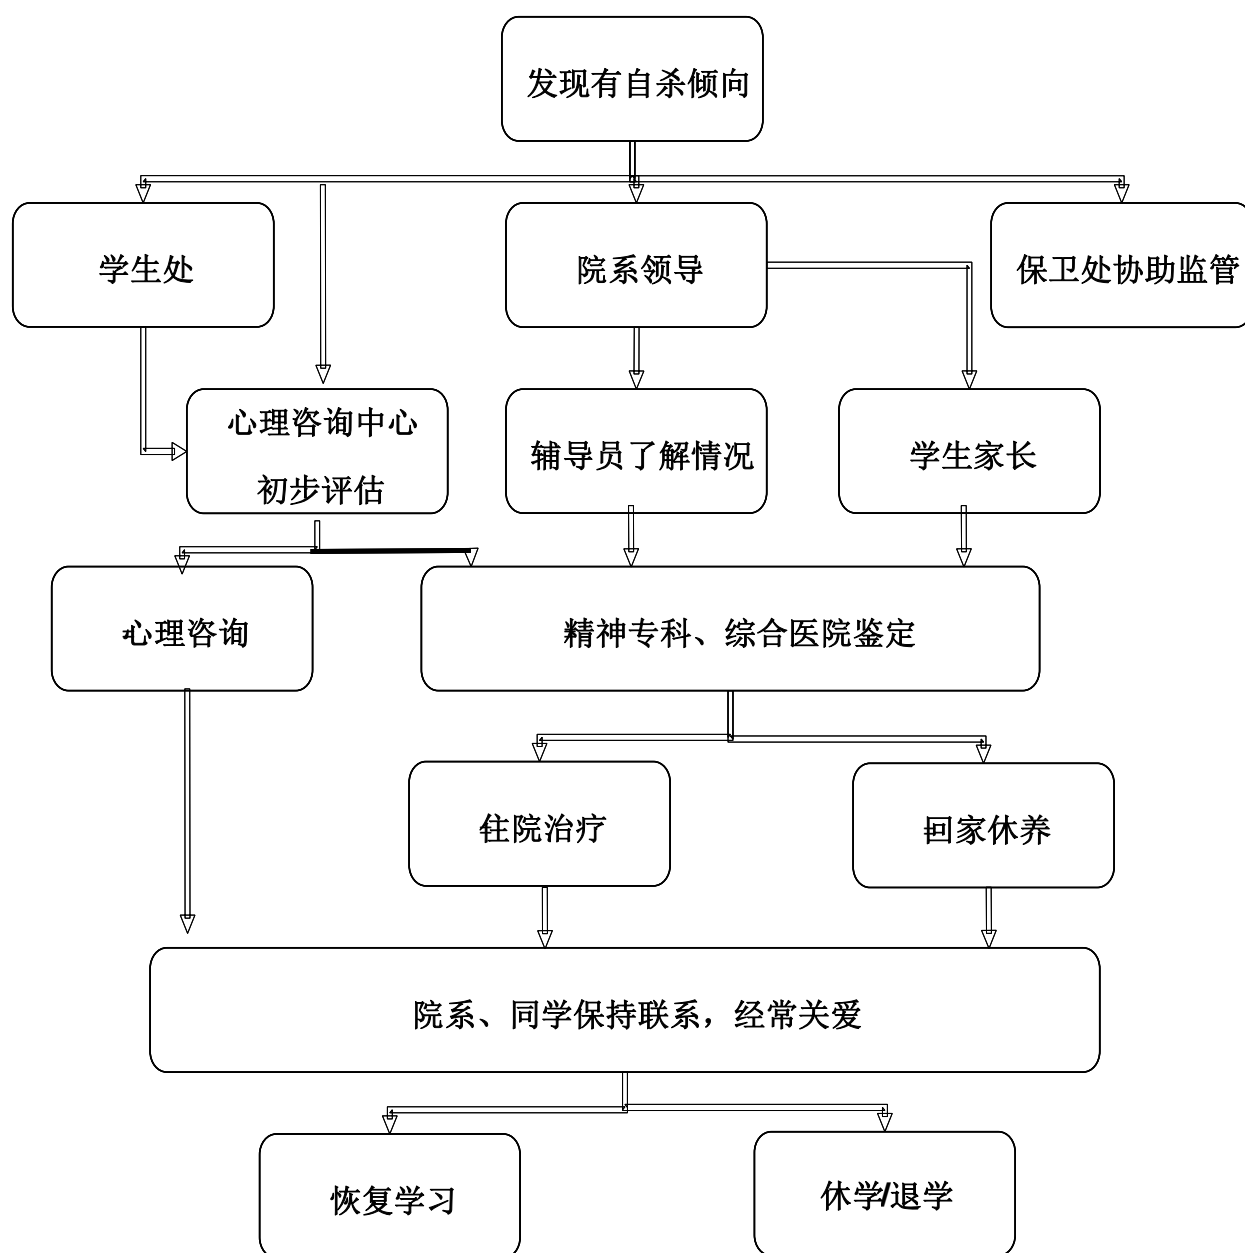 发现有自杀倾向
学生处
院系领导
保卫处协助监管
心理咨询中心
初步评估
辅导员了解情况
学生家长
心理咨询
精神专科、综合医院鉴定
住院治疗
回家休养
院系、同学保持联系，经常关爱
恢复学习
休学/退学